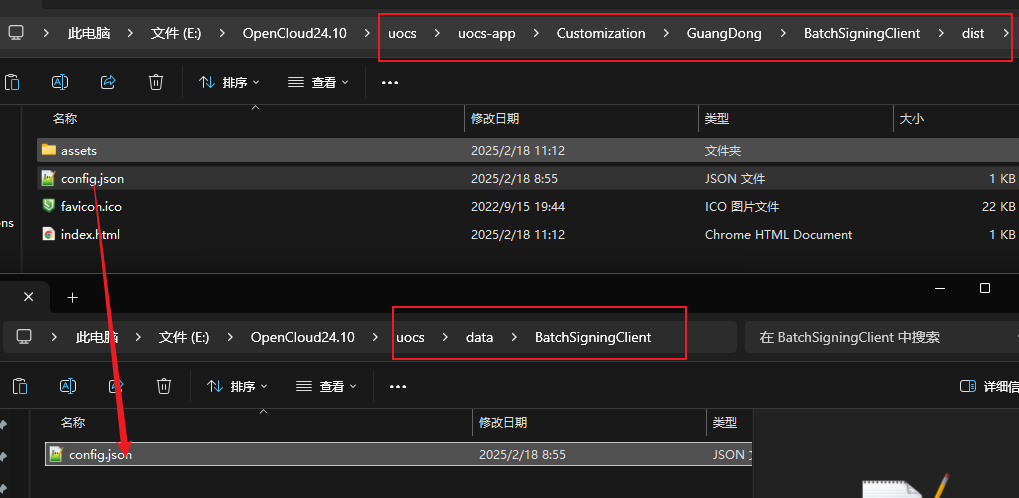 此电脑 文件 (E:) OpenCloud24.10 uocs uocs-app Customization GuangDong BatchSigningClient dist
排序 查看
名称 修改日期 类型 大小
assets 2025/2/18 11:12 文件夹
config.json 2025/2/18 8:55 JSON 文件 1 KB
favicon.ico 2022/9/15 19:44 ICO 图片文件 22 KB
ons
index.html 2025/2/18 11:12 Chrome HTML Document 1 KB
此电脑 文件 (E:) OpenCloud24.10 uocs data BatchSigningClient 在 BatchSigningClient 中搜索
排序 查看 详细信
名称 修改日期 类型
config.json 2025/2/18 8:55 JSON